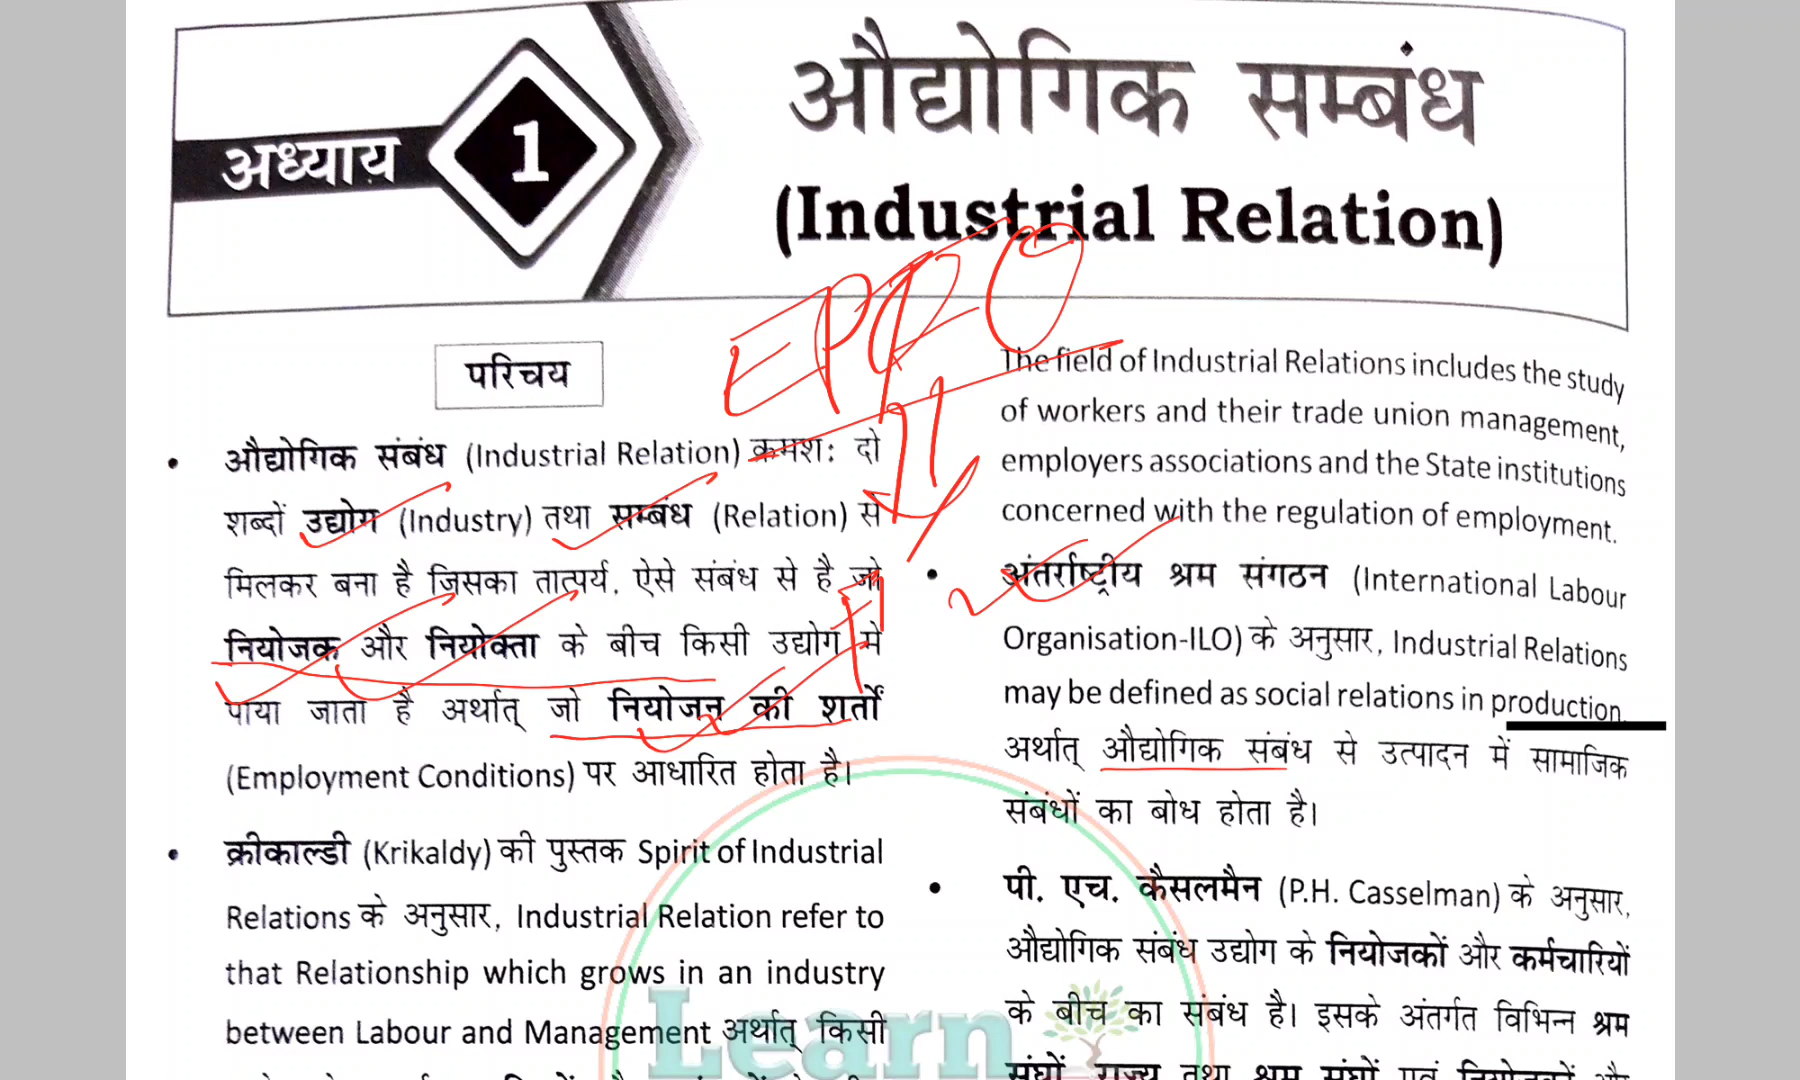 अध्याय
1
औद्योगिक सम्बंध
(Industrial Relation)
EPFO
परिचय
• औद्योगिक संबंध (Industrial Relation) क्रमश: दो
शब्दों उद्योग (Industry) तथा सम्बंध (Relation) से
मिलकर बना है जिसका तात्पर्य. ऐसे संबंध से है जो
नियोजक और नियोक्ता के बीच किसी उद्योग में
पाया जाता है अर्थात् जो नियोजन की शर्तों
(Employment Conditions) पर आधारित होता है।
• क्रीकाल्डी (Krikaldy) की पुस्तक Spirit of Industrial
Relations के अनुसार, Industrial Relation refer to
that Relationship which grows in an industry
between Labour and Management अर्थात् किसी
The field of Industrial Relations includes the study
of workers and their trade union management,
employers associations and the State institutions
concerned with the regulation of employment.
• अंतर्राष्ट्रीय श्रम संगठन (International Labour
Organisation-ILO) के अनुसार, Industrial Relations
may be defined as social relations in production.
अर्थात् औद्योगिक संबंध से उत्पादन में सामाजिक
संबंधों का बोध होता है।
• पी. एच. कैसलमैन (P.H. Casselman) के अनुसार,
औद्योगिक संबंध उद्योग के नियोजकों और कर्मचारियों
के बीच का संबंध है। इसके अंतर्गत विभिन्न श्रम
संघों, राज्य तथा श्रम संघों एवं नियोजकों और
Learn